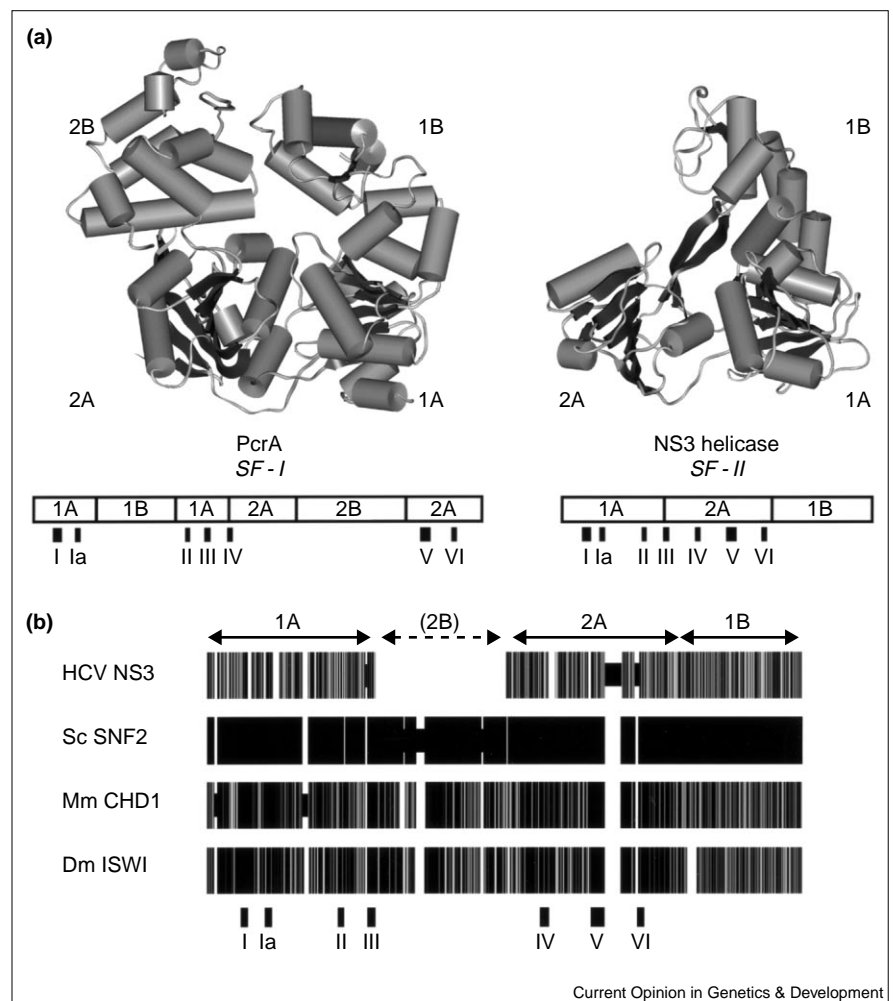 (a)
2B
1B
1B
2A
1A
2A
1A
PcrA
SF - I
NS3 helicase
SF - II
1A 1B 1A 2A 2B 2A
I Ia II III IV V VI
1A 2A 1B
I Ia II III IV V VI
(b)
1A (2B) 2A 1B
HCV NS3
Sc SNF2
Mm CHD1
Dm ISWI
I Ia II III IV V VI
Current Opinion in Genetics & Development